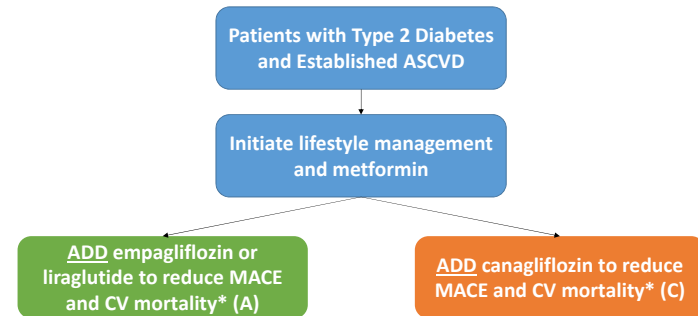 Patients with Type 2 Diabetes
and Established ASCVD
Initiate lifestyle management
and metformin
ADD empagliflozin or
liraglutide to reduce MACE
and CV mortality* (A)
ADD canagliflozin to reduce
MACE and CV mortality* (C)